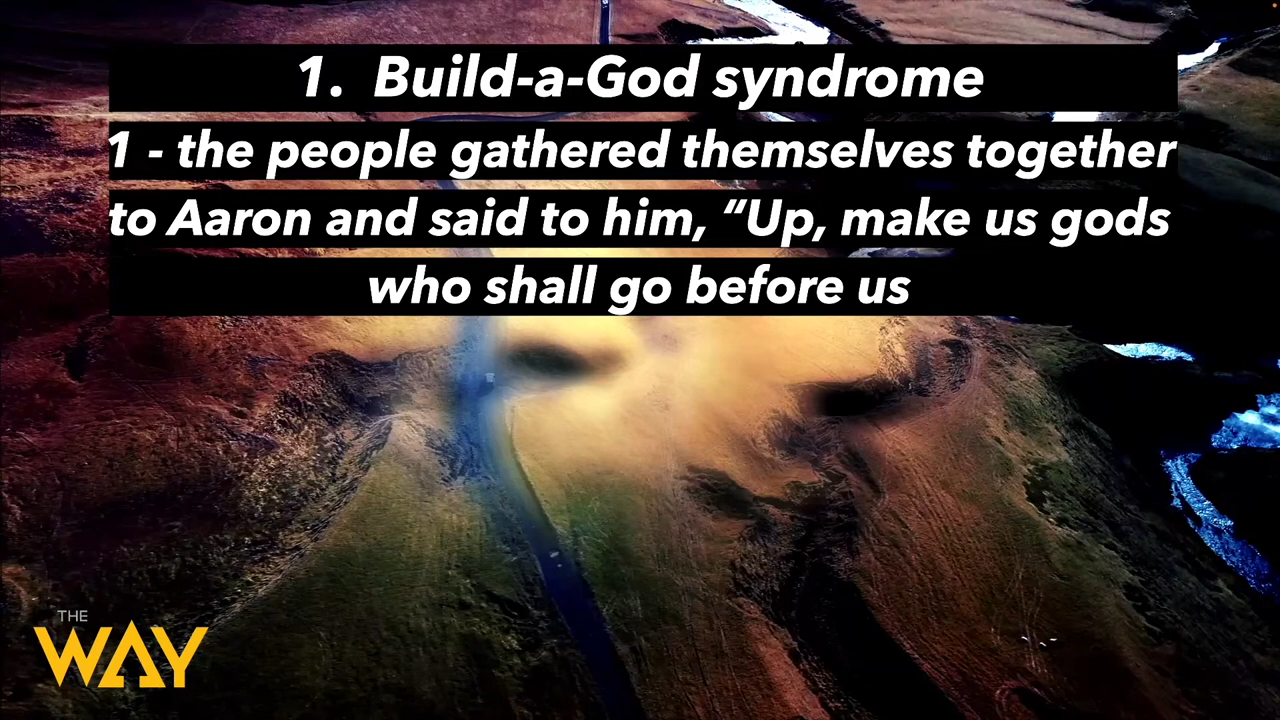 1. Build-a-God syndrome
1 - the people gathered themselves together
to Aaron and said to him, “Up, make us gods
who shall go before us
THE
WAY